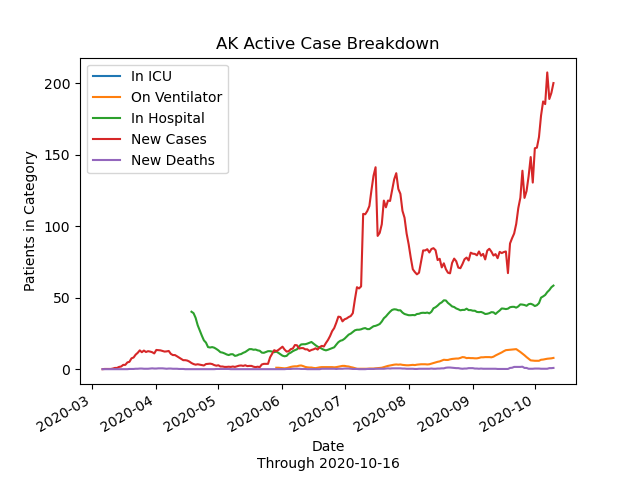 AK Active Case Breakdown
In ICU
On Ventilator
In Hospital
New Cases
New Deaths
Patients in Category
200
150
100
50
0
2020-03
2020-04
2020-05
2020-06
2020-07
2020-08
2020-09
2020-10
Date
Through 2020-10-16